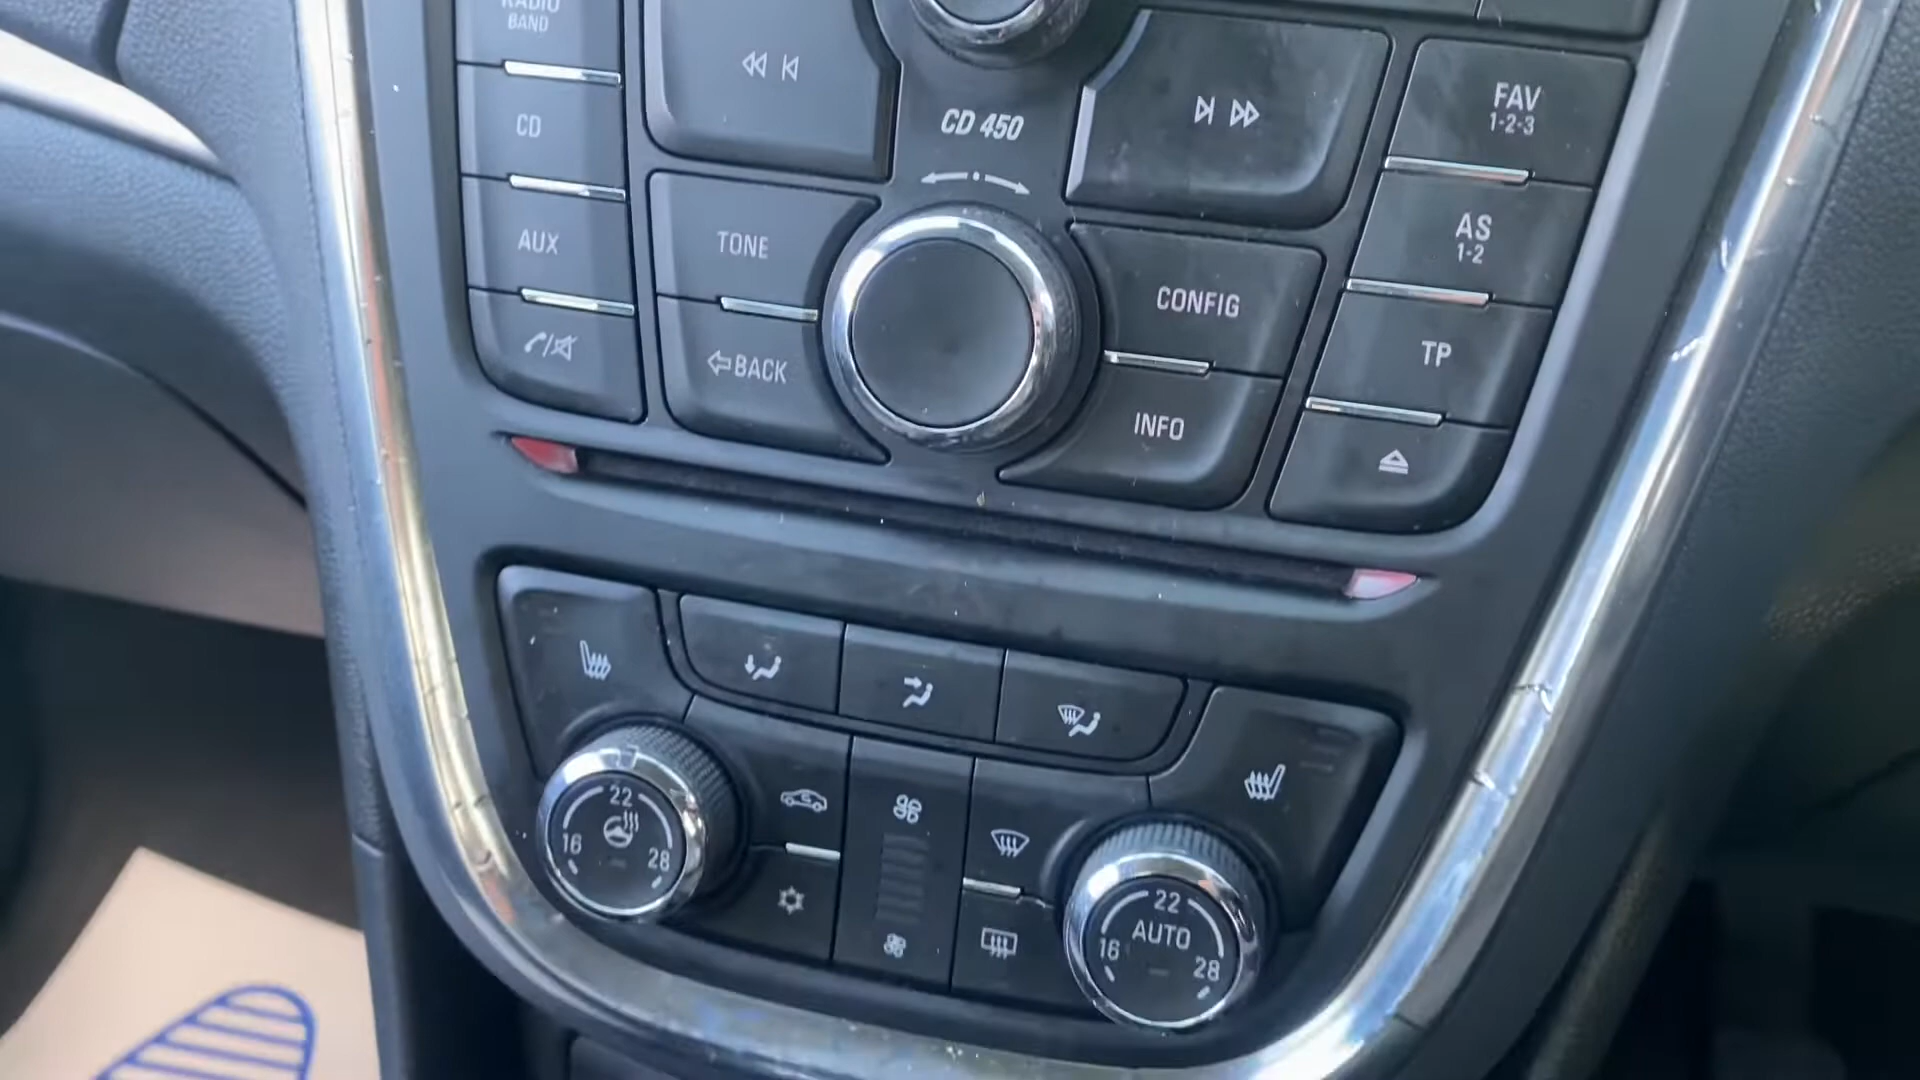 RADIO
BAND
CD 450
FAV
1-2-3
CD
AS
1-2
AUX
TONE
CONFIG
TP
BACK
INFO
22
16
28
22
AUTO
16
28